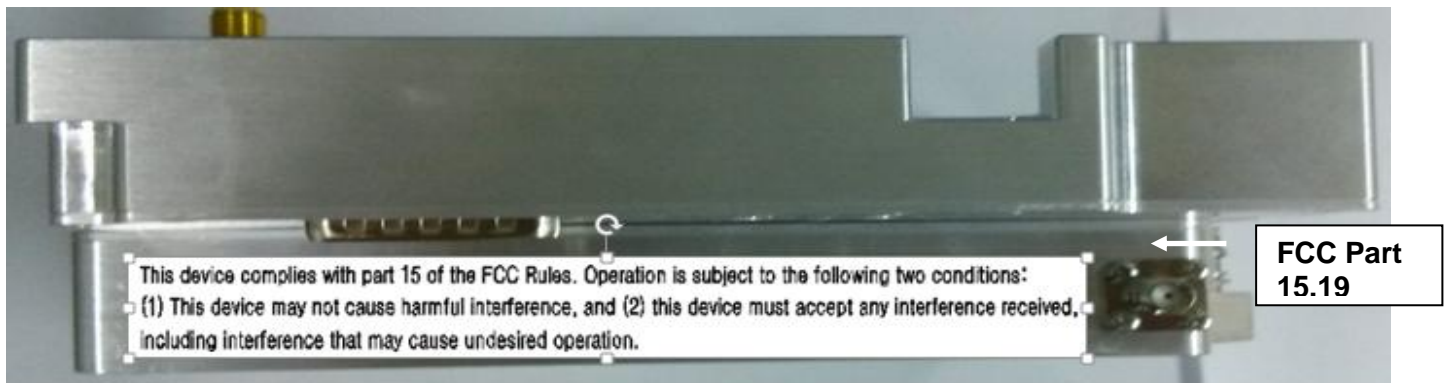 This device complies with part 15 of the FCC Rules. Operation is subject to the following two conditions:
(1) This device may not cause harmful interference, and (2) this device must accept any interference received,
including interference that may cause undesired operation.
FCC Part
15.19